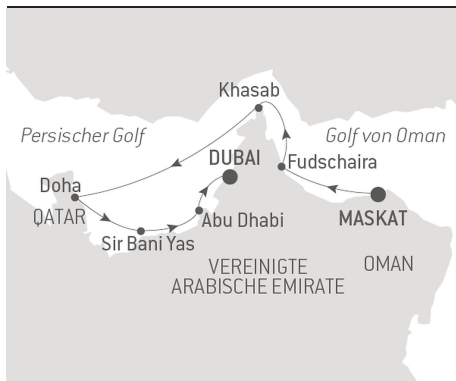 Khasab
Persischer Golf
Golf von Oman
DUBAI
Fudschaira
Doha
QATAR
Abu Dhabi
MASKAT
Sir Bani Yas
VEREINIGTE
ARABISCHE EMIRATE
OMAN